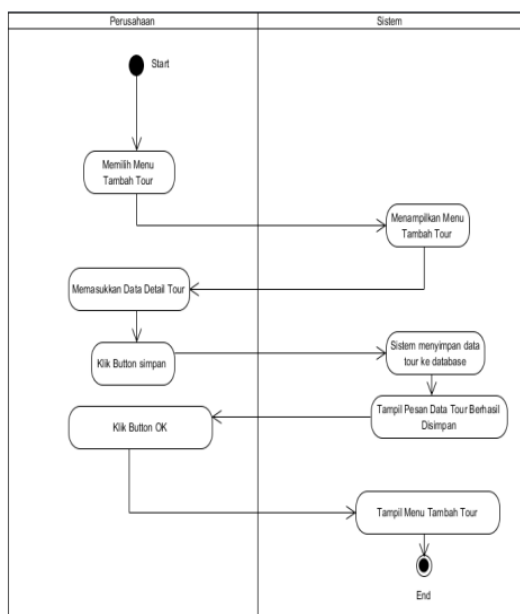 Perusahaan
Sistem
Start
Memilih Menu
Tambah Tour
Menampilkan Menu
Tambah Tour
Memasukkan Data Detail Tour
Klik Button simpan
Sistem menyimpan data
tour ke database
Tampil Pesan Data Tour Berhasil
Disimpan
Klik Button OK
Tampil Menu Tambah Tour
End